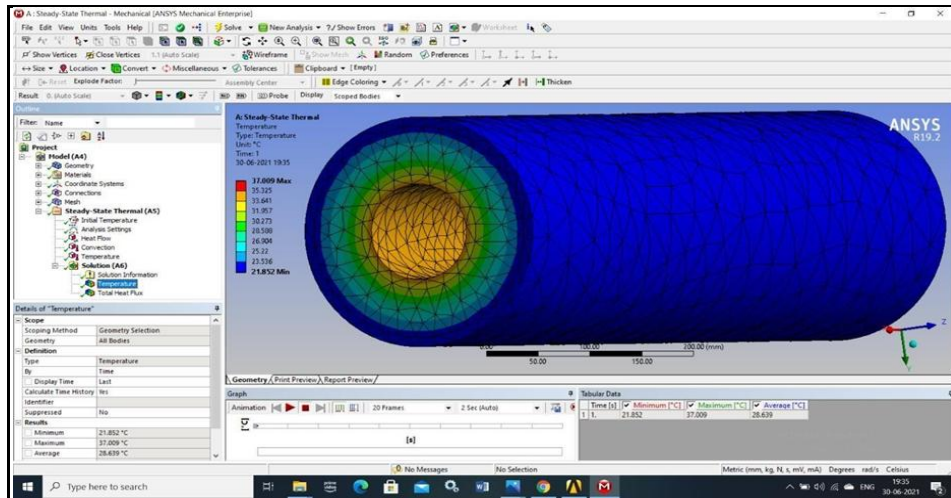 A : Steady-State Thermal - Mechanical [ANSYS Mechanical Enterprise]
File Edit View Units Tools Help Solve New Analysis ?/ Show Errors Worksheet
Show Vertices Close Vertices 1.1 (Auto Scale) Wireframe Show Mesh Random Preferences
Size Location Convert Miscellaneous Tolerances Clipboard [Empty]
Reset Explode Factor: Assembly Center Edge Coloring Thicken
Result 0. (Auto Scale) Probe Display Scoped Bodies
Outline
Filter: Name
Project
Model (A4)
Geometry
Materials
Coordinate Systems
Connections
Mesh
Steady-State Thermal (A5)
Initial Temperature
Analysis Settings
Heat Flow
Convection
Temperature
Solution (A6)
Solution Information
Temperature
Total Heat Flux
A: Steady-State Thermal
Temperature
Type: Temperature
Unit: °C
Time: 1
30-06-2021 19:35
37.009 Max
35.325
33.641
31.957
30.273
28.588
26.904
25.22
23.536
21.852 Min
ANSYS
R19.2
0.00 100.00 200.00 (mm)
50.00 150.00
Z
Y
Details of "Temperature"
Scope
Scoping Method Geometry Selection
Geometry All Bodies
Definition
Type Temperature
By Time
Display Time Last
Calculate Time History Yes
Identifier
Suppressed No
Results
Minimum 21.852 °C
Maximum 37.009 °C
Average 28.639 °C
Geometry Print Preview Report Preview
Graph
Animation 20 Frames 2 Sec (Auto)
[s]
Tabular Data
Time [s] Minimum [°C] Maximum [°C] Average [°C]
1 1. 21.852 37.009 28.639
No Messages No Selection Metric (mm, kg, N, s, mV, mA) Degrees rad/s Celsius
Type here to search
ENG 19:35
30-06-2021